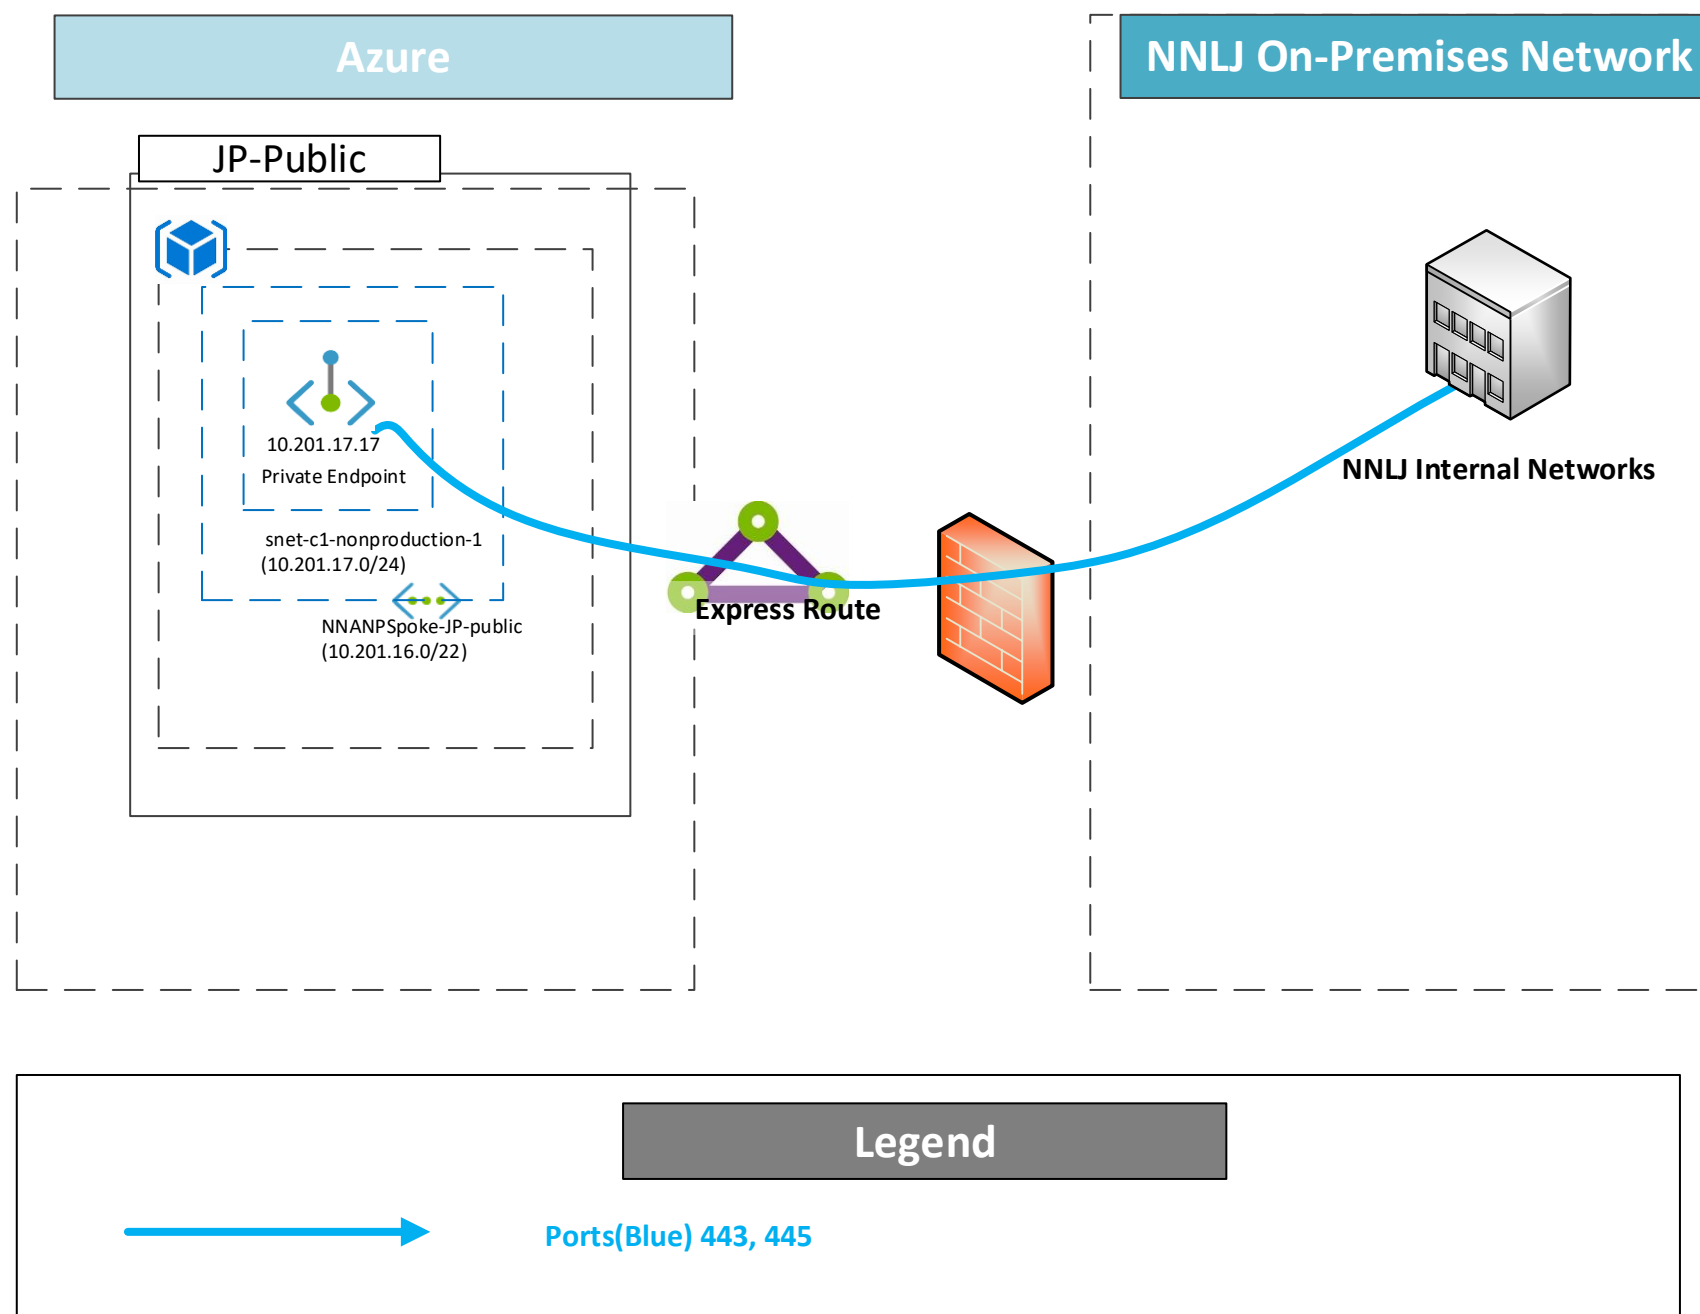 Azure
NNLJ On-Premises Network
JP-Public
10.201.17.17
Private Endpoint
snet-c1-nonproduction-1
(10.201.17.0/24)
NNANPSpoke-JP-public
(10.201.16.0/22)
Express Route
NNLJ Internal Networks
Legend
Ports(Blue) 443, 445